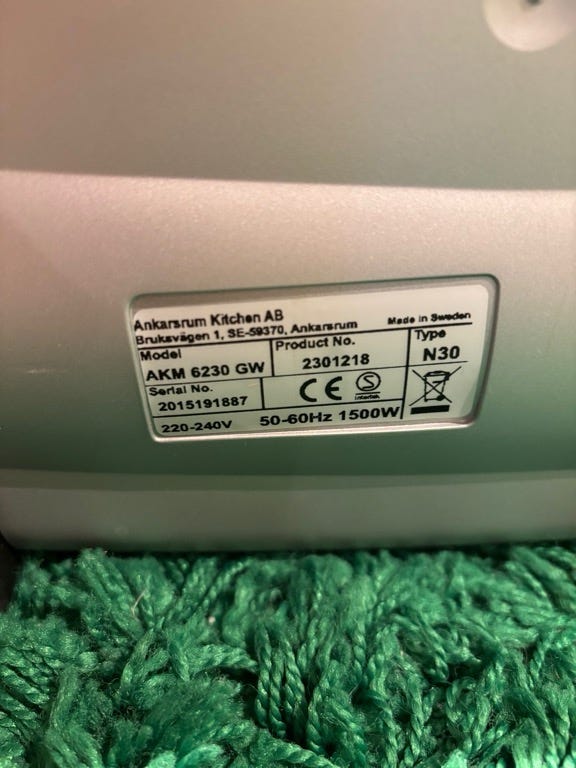 Ankarsrum Kitchen AB
Bruksvägen 1, SE-59370, Ankarsrum Made in Sweden
Model Product No. Type
AKM 6230 GW 2301218 N30
Serial No.
2015191887 CE S Intertek
220-240V 50-60Hz 1500W